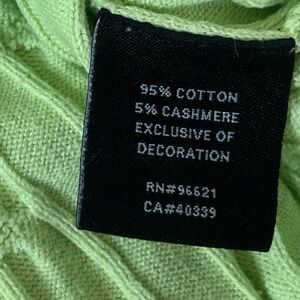 95% COTTON
5% CASHMERE
EXCLUSIVE OF
DECORATION
RN#96621
CA#40339